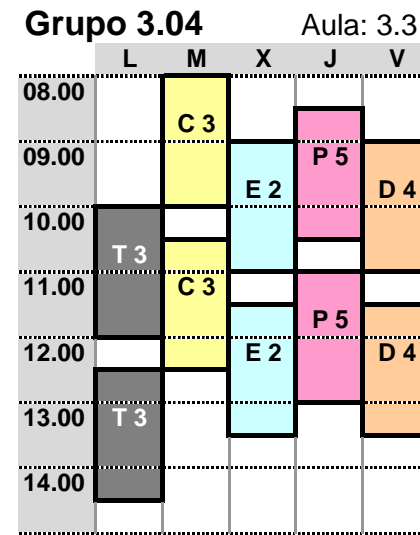 Grupo 3.04 Aula: 3.3
L M X J V
08.00
C 3
09.00 P 5
E 2 D 4
10.00
T 3
11.00 C 3
P 5
12.00 E 2 D 4
13.00 T 3
14.00